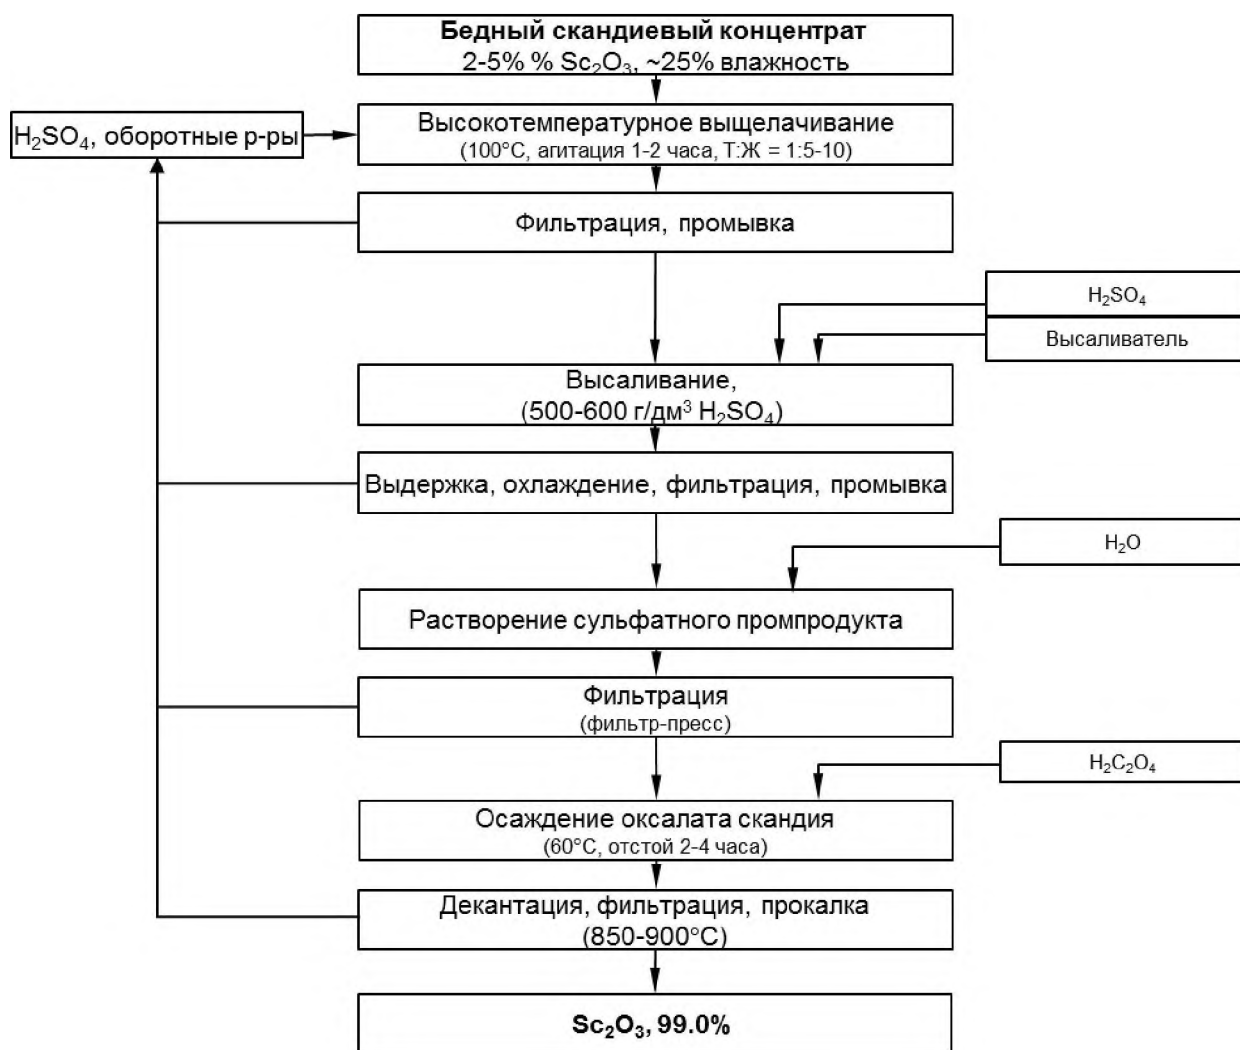 Бедный скандиевый концентрат
2-5% % Sc₂O₃, ~25% влажность
H₂SO₄, оборотные р-ры
Высокотемпературное выщелачивание
(100°C, агитация 1-2 часа, Т:Ж = 1:5-10)
Фильтрация, промывка
H₂SO₄
Высаливатель
Высаливание,
(500-600 г/дм³ H₂SO₄)
Выдержка, охлаждение, фильтрация, промывка
H₂O
Растворение сульфатного промпродукта
Фильтрация
(фильтр-пресс)
H₂C₂O₄
Осаждение оксалата скандия
(60°C, отстой 2-4 часа)
Декантация, фильтрация, прокалка
(850-900°C)
Sc₂O₃, 99.0%